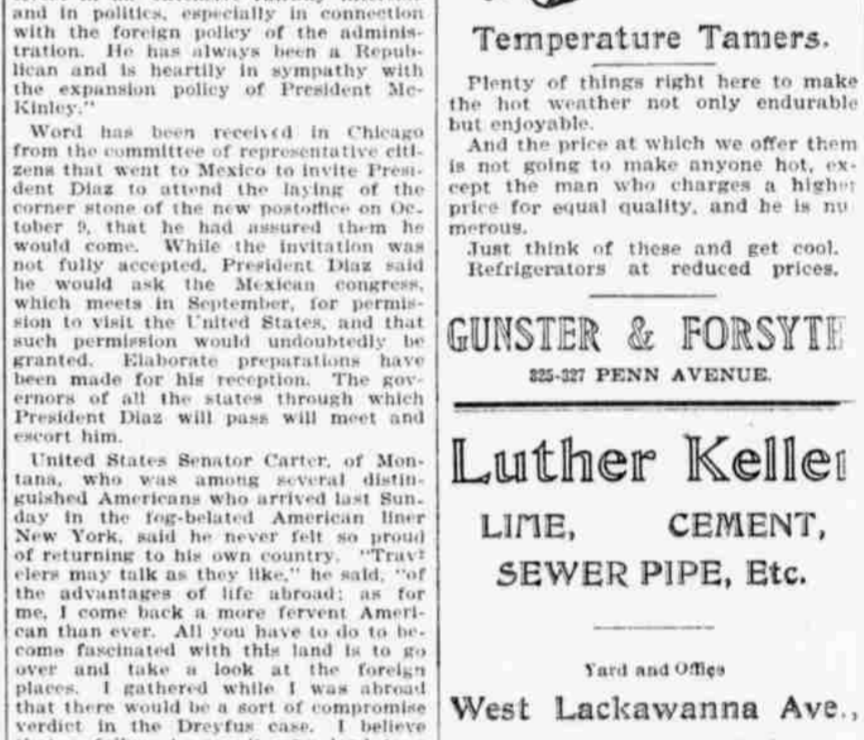 and in politics, especially in connection
with the foreign policy of the adminis-
tration. He has always been a Repub-
lican and is heartily in sympathy with
the expansion policy of President Mc-
Kinley."
Word has been received in Chicago
from the committee of representative citi-
zens that went to Mexico to invite Presi-
dent Diaz to attend the laying of the
corner stone of the new postoffice on Oc-
tober 9, that he had assured them he
would come. While the invitation was
not fully accepted, President Diaz said
he would ask the Mexican congress,
which meets in September, for permis-
sion to visit the United States, and that
such permission would undoubtedly be
granted. Elaborate preparations have
been made for his reception. The gov-
ernors of all the states through which
President Diaz will pass will meet and
escort him.
United States Senator Carter, of Mon-
tana, who was among several distin-
guished Americans who arrived last Sun-
day in the fog-belated American liner
New York, said he never felt so proud
of returning to his own country. "Trav
elers may talk as they like," he said, "of
the advantages of life abroad; as for
me, I come back a more fervent Ameri-
can than ever. All you have to do to be-
come fascinated with this land is to go
over and take a look at the foreign
places. I gathered while I was abroad
that there would be a sort of compromise
verdict in the Dreyfus case. I believe
Temperature Tamers.
Plenty of things right here to make
the hot weather not only endurable
but enjoyable.
And the price at which we offer them
is not going to make anyone hot, ex-
cept the man who charges a higher
price for equal quality, and he is nu
merous.
Just think of these and get cool.
Refrigerators at reduced prices.
GUNSTER & FORSYTH
325-327 PENN AVENUE.
Luther Keller
LIME, CEMENT,
SEWER PIPE, Etc.
Yard and Office
West Lackawanna Ave.,